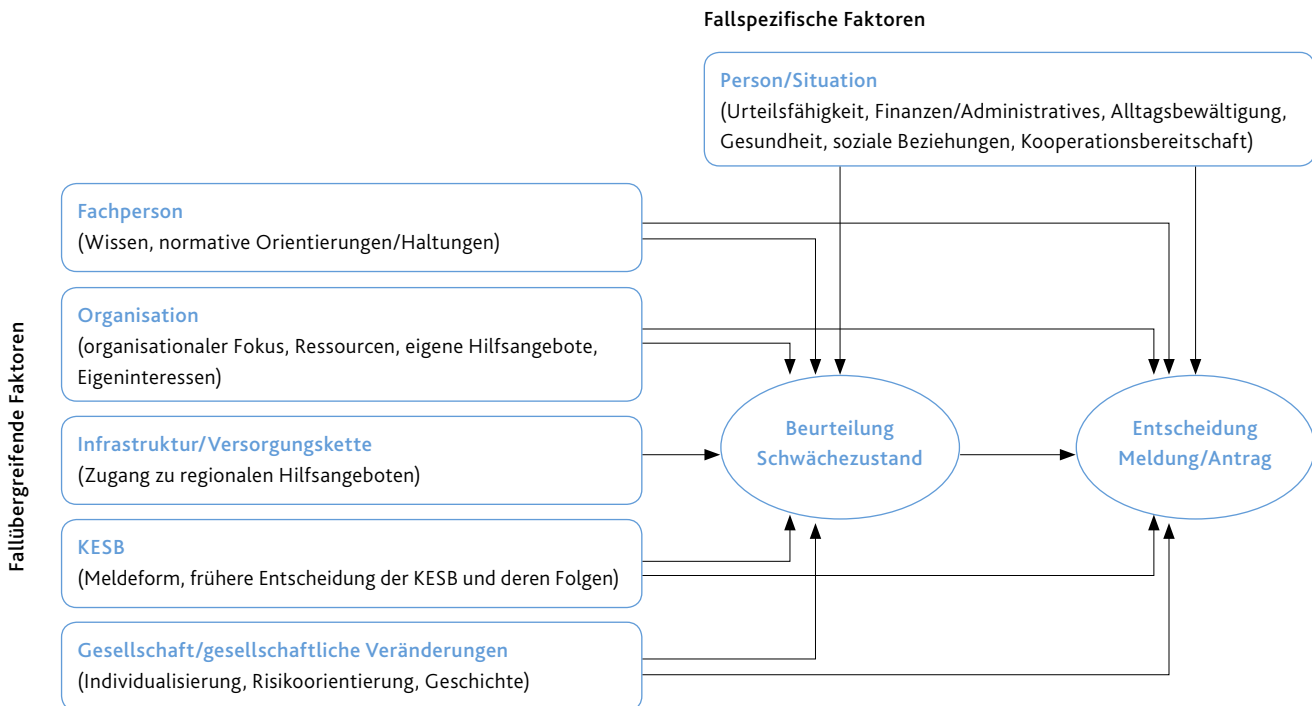 Fallspezifische Faktoren
Person/Situation
(Urteilsfähigkeit, Finanzen/Administratives, Alltagsbewältigung,
Gesundheit, soziale Beziehungen, Kooperationsbereitschaft)
Fallübergreifende Faktoren
Fachperson
(Wissen, normative Orientierungen/Haltungen)
Organisation
(organisationaler Fokus, Ressourcen, eigene Hilfsangebote,
Eigeninteressen)
Infrastruktur/Versorgungskette
(Zugang zu regionalen Hilfsangeboten)
KESB
(Meldeform, frühere Entscheidung der KESB und deren Folgen)
Gesellschaft/gesellschaftliche Veränderungen
(Individualisierung, Risikoorientierung, Geschichte)
Beurteilung
Schwächezustand
Entscheidung
Meldung/Antrag